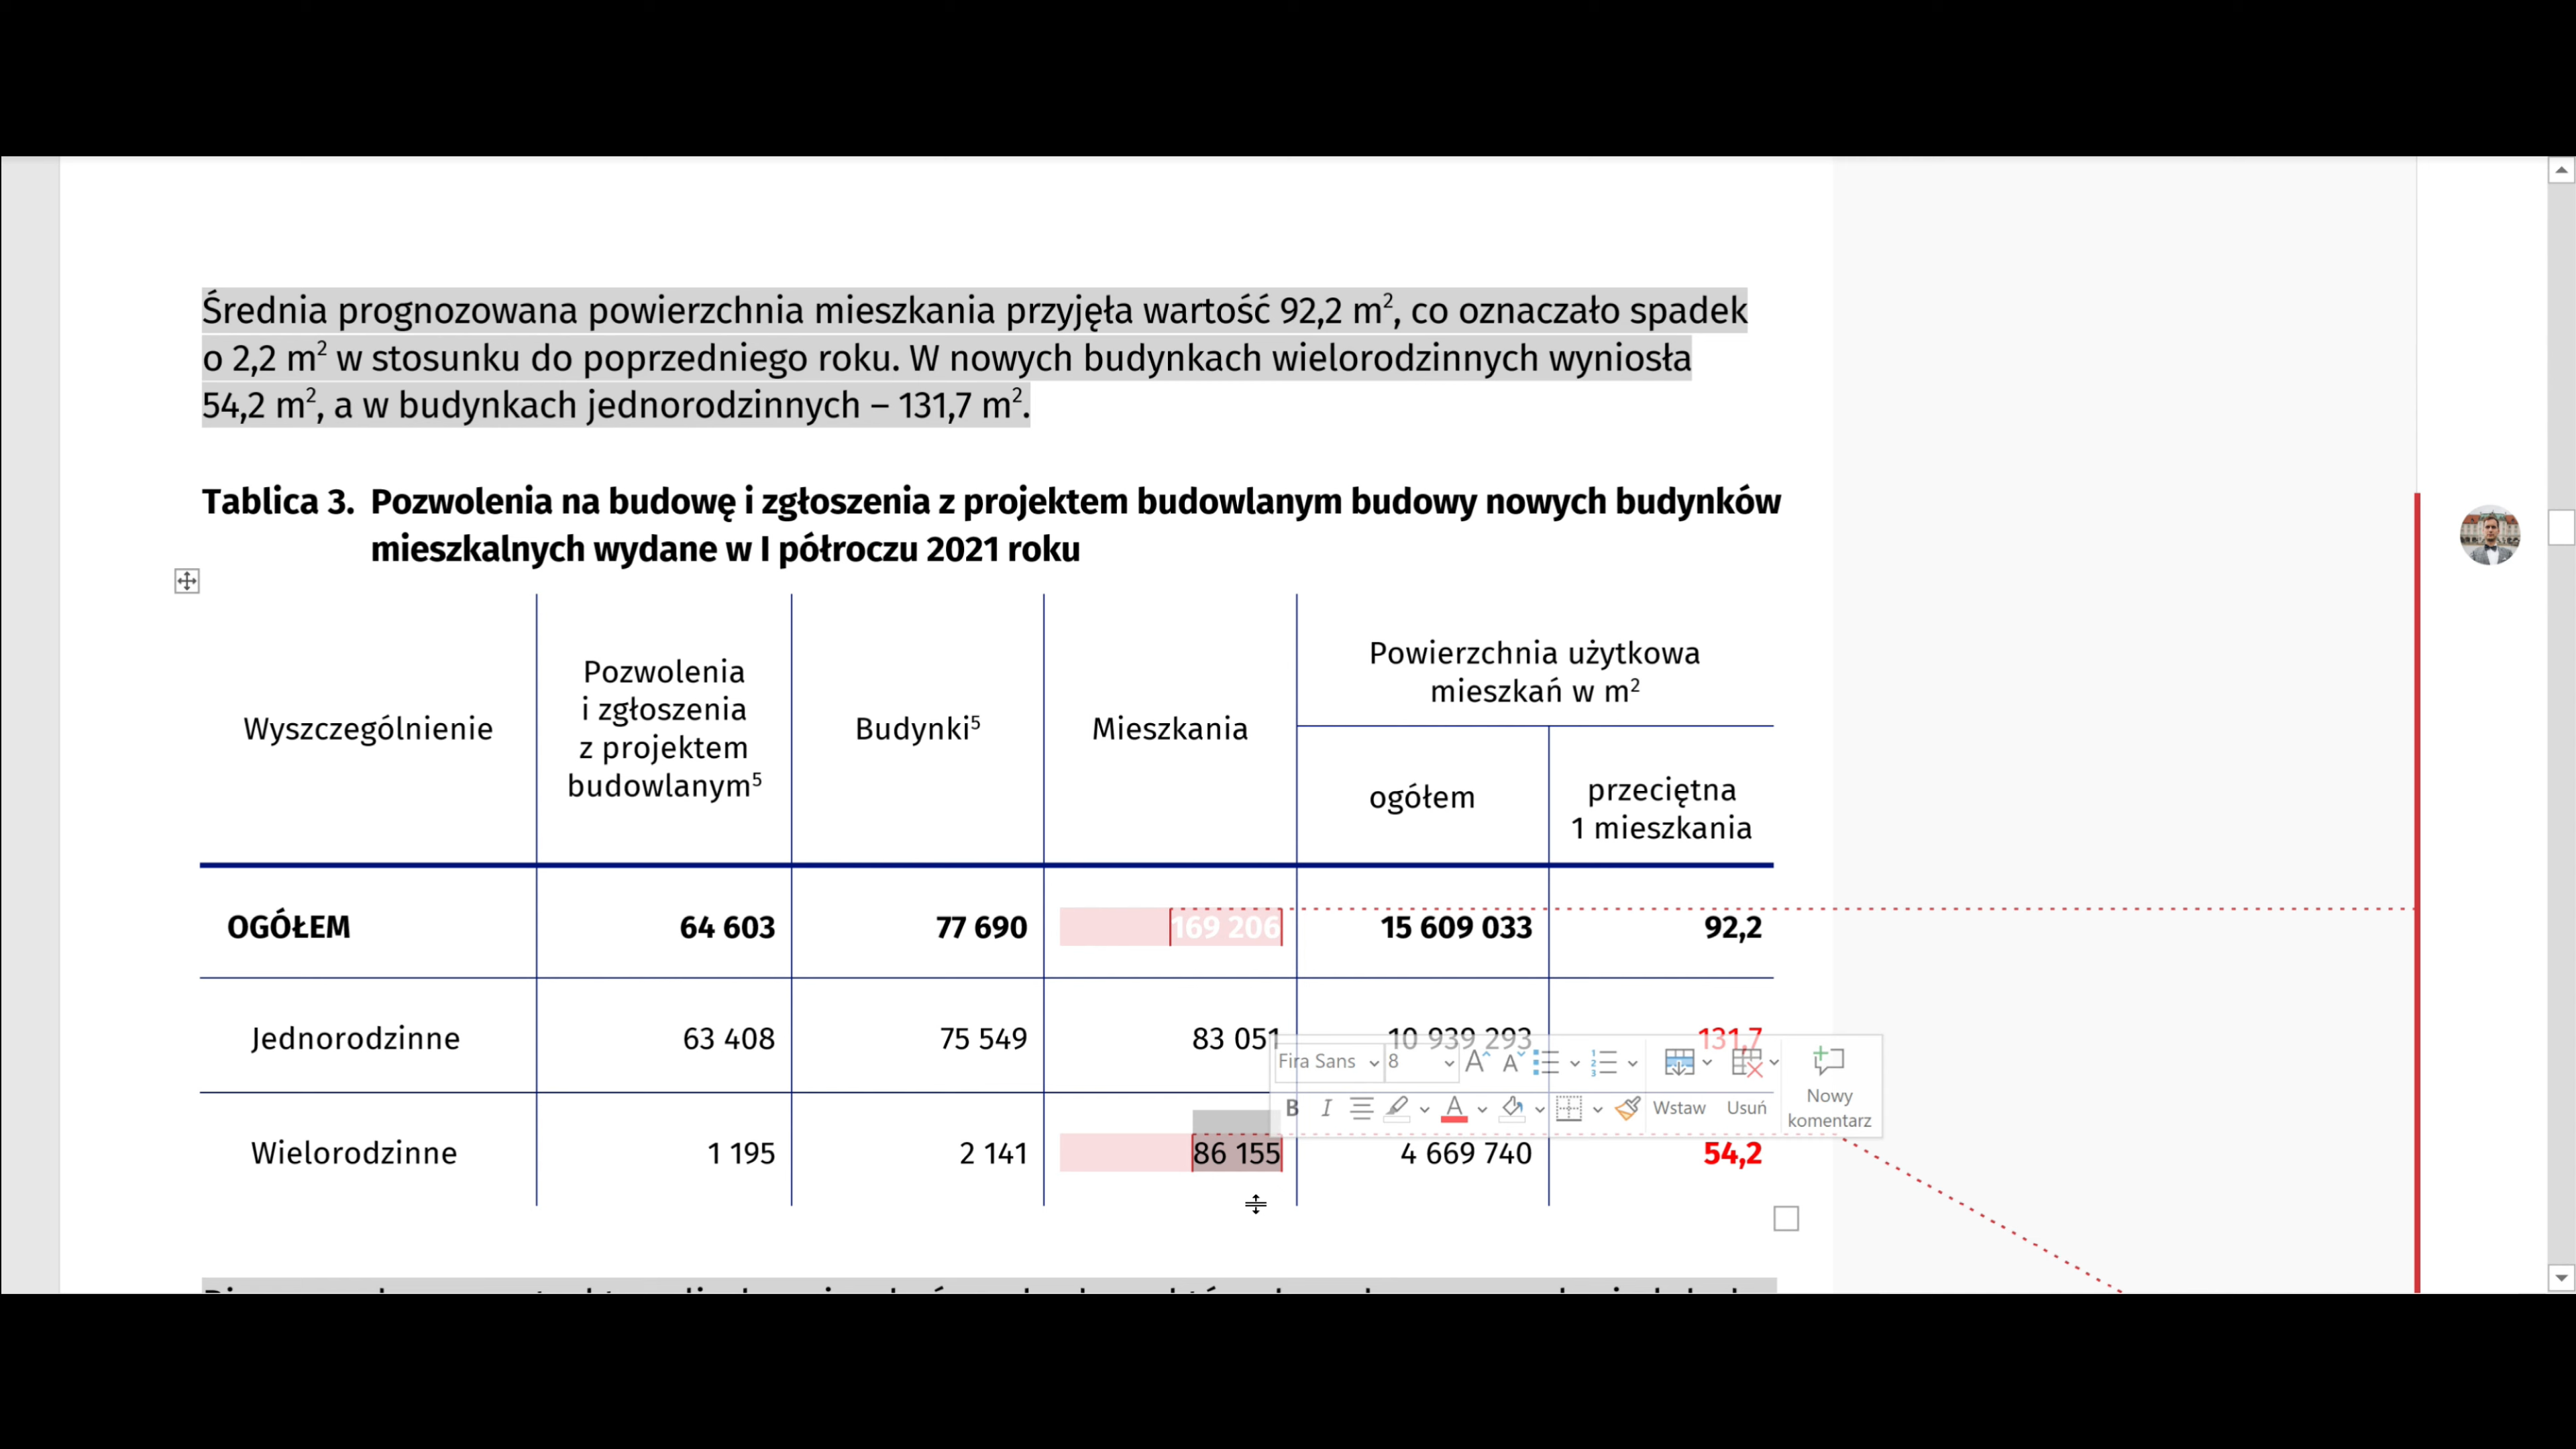 Średnia prognozowana powierzchnia mieszkania przyjęła wartość 92,2 m², co oznaczało spadek
o 2,2 m² w stosunku do poprzedniego roku. W nowych budynkach wielorodzinnych wyniosła
54,2 m², a w budynkach jednorodzinnych – 131,7 m².
Tablica 3. Pozwolenia na budowę i zgłoszenia z projektem budowlanym budowy nowych budynków
mieszkalnych wydane w I półroczu 2021 roku
Wyszczególnienie
Pozwolenia
i zgłoszenia
z projektem
budowlanym⁵
Budynki⁵
Mieszkania
Powierzchnia użytkowa
mieszkań w m²
ogółem
przeciętna
1 mieszkania
OGÓŁEM 64 603 77 690 169 206 15 609 033 92,2
Jednorodzinne 63 408 75 549 83 051 10 939 293 131,7
Fira Sans 8
Nowy
komentarz
B I A Wstaw Usuń
Wielorodzinne 1 195 2 141 86 155 4 669 740 54,2